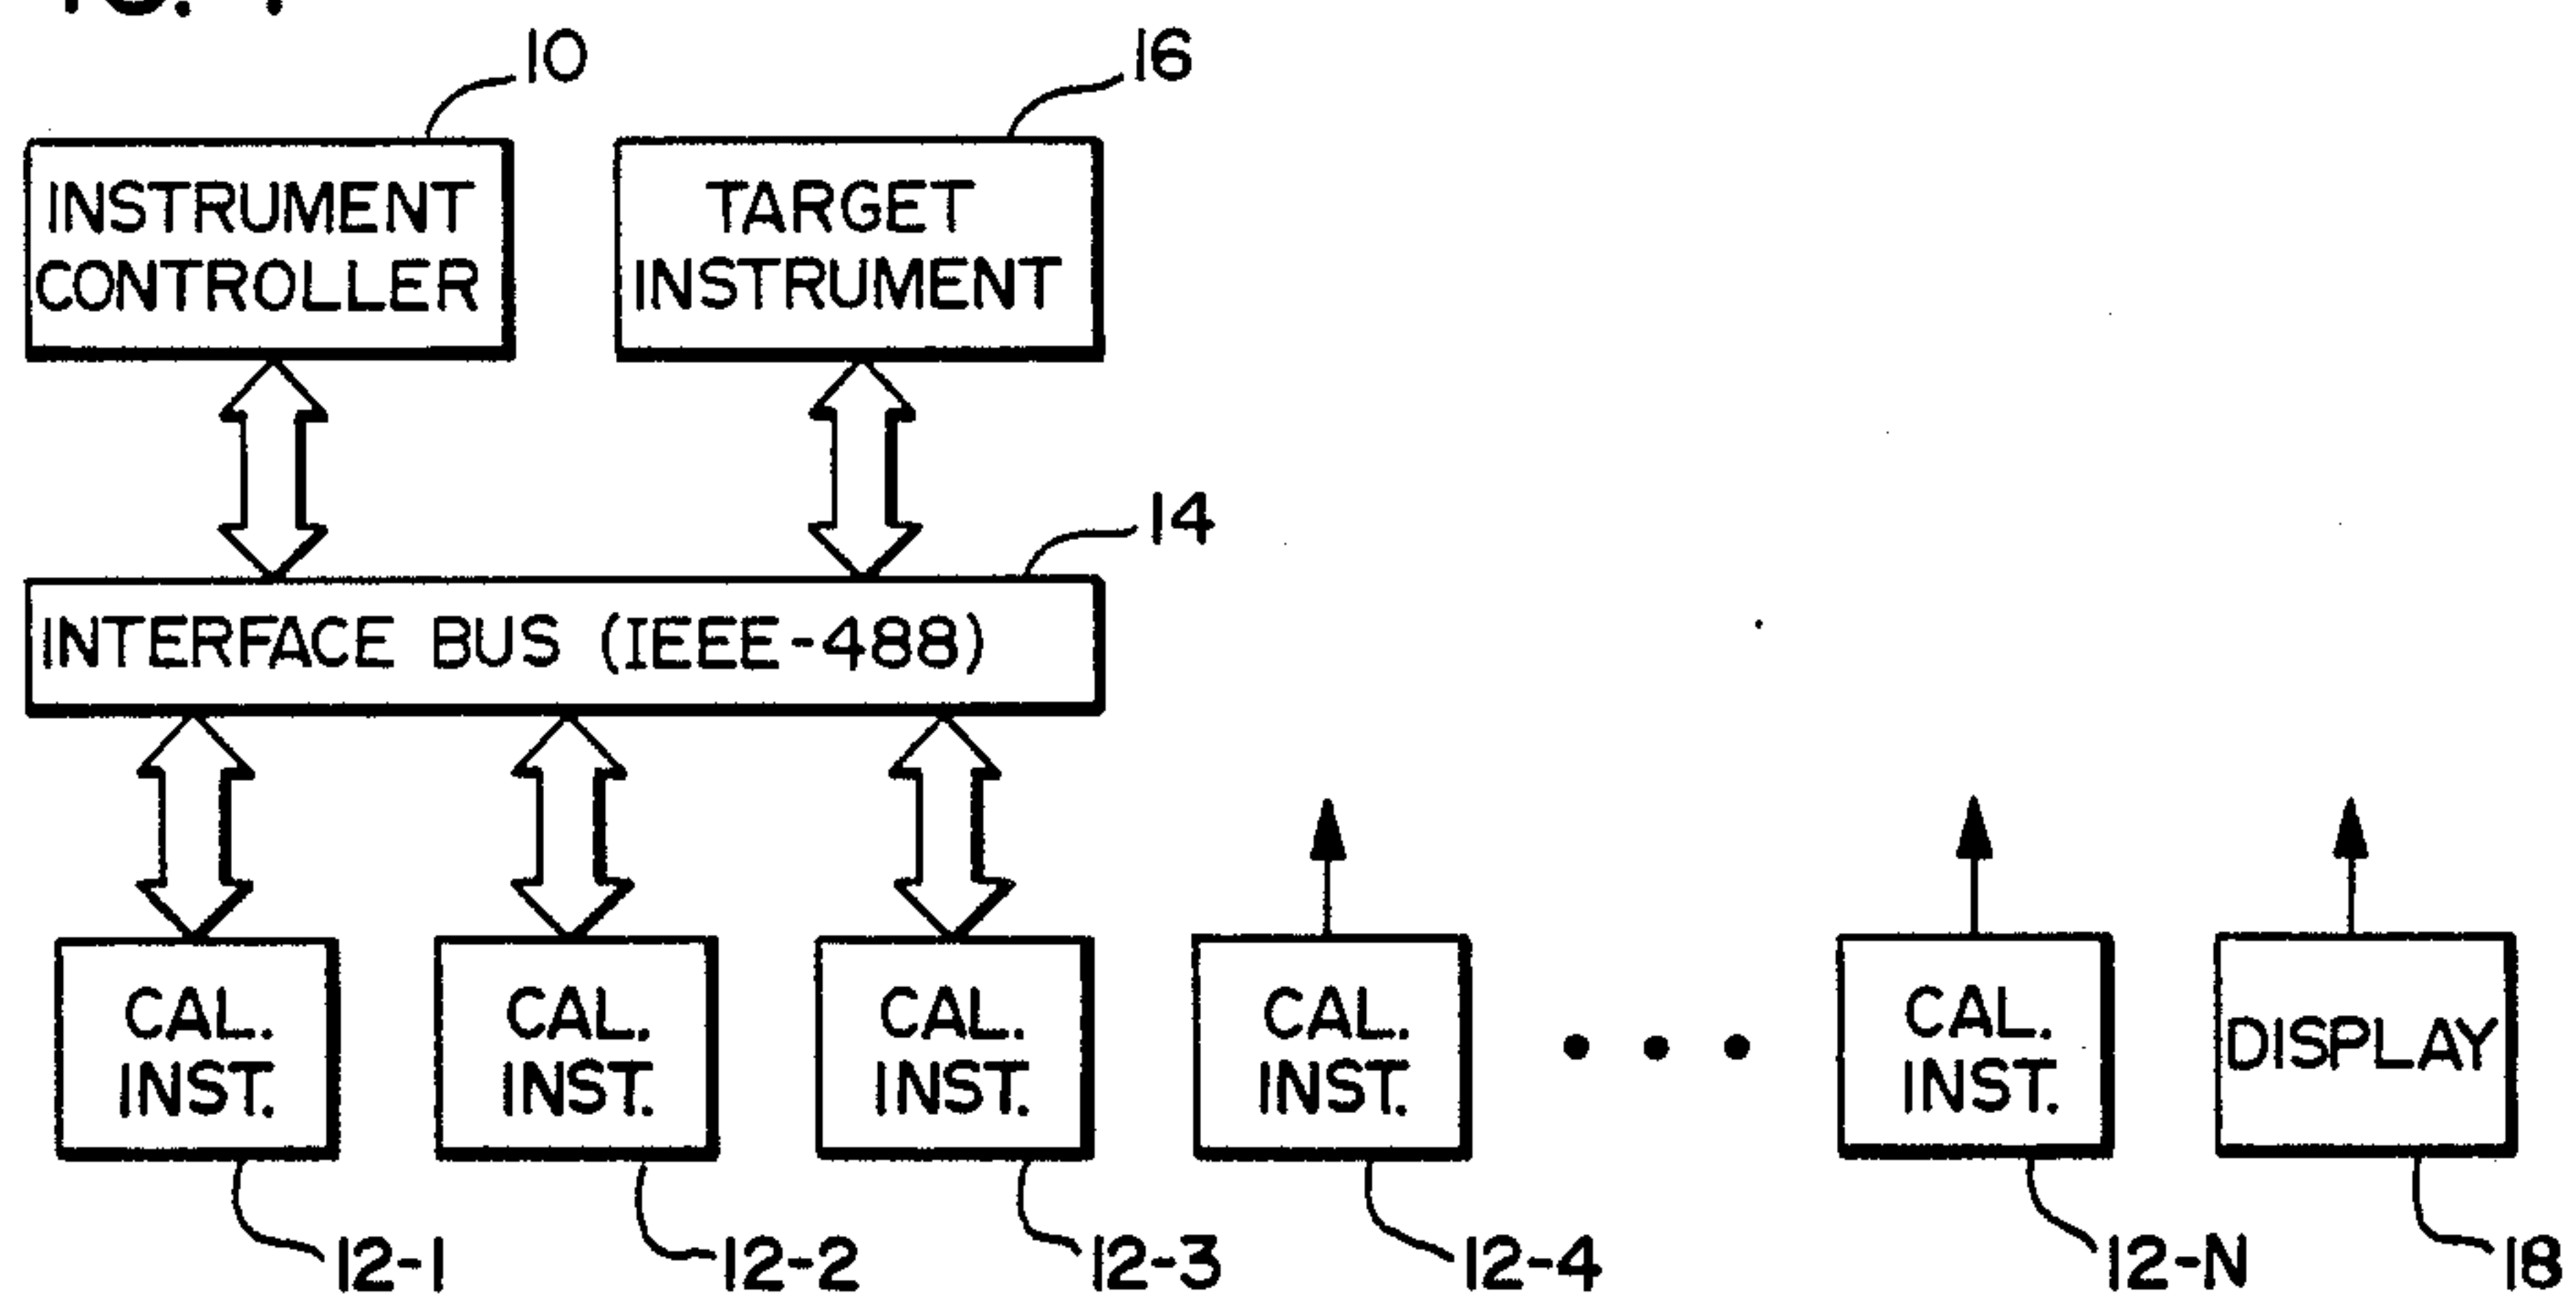 10
16
INSTRUMENT
CONTROLLER
TARGET
INSTRUMENT
14
INTERFACE BUS (IEEE-488)
CAL.
INST.
CAL.
INST.
CAL.
INST.
CAL.
INST.
CAL.
INST.
DISPLAY
12-1
12-2
12-3
12-4
12-N
18